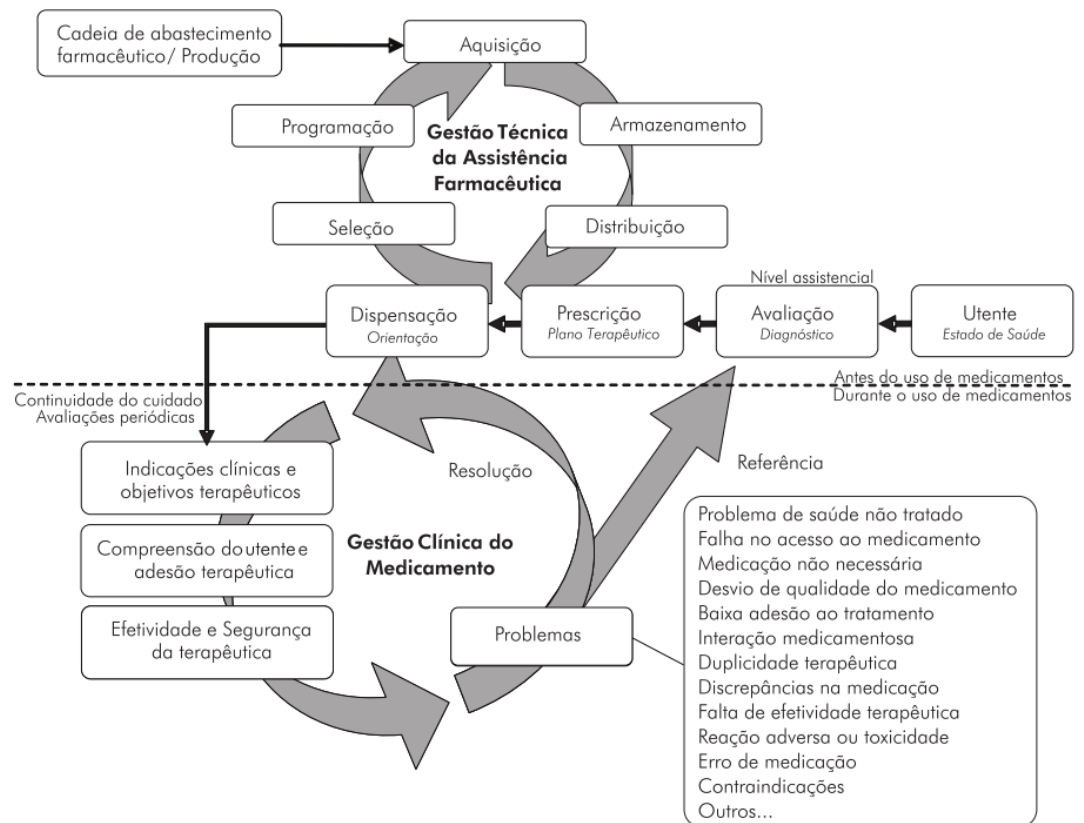 Cadeia de abastecimento
farmacêutico/ Produção
Aquisição
Programação
Armazenamento
Gestão Técnica
da Assistência
Farmacêutica
Seleção
Distribuição
Nível assistencial
Dispensação
Orientação
Prescrição
Plano Terapêutico
Avaliação
Diagnóstico
Utente
Estado de Saúde
Antes do uso de medicamentos
Durante o uso de medicamentos
Continuidade do cuidado
Avaliações periódicas
Indicações clínicas e
objetivos terapêuticos
Resolução
Referência
Compreensão do utente e
adesão terapêutica
Gestão Clínica do
Medicamento
Efetividade e Segurança
da terapêutica
Problemas
Problema de saúde não tratado
Falha no acesso ao medicamento
Medicação não necessária
Desvio de qualidade do medicamento
Baixa adesão ao tratamento
Interação medicamentosa
Duplicidade terapêutica
Discrepâncias na medicação
Falta de efetividade terapêutica
Reação adversa ou toxicidade
Erro de medicação
Contraindicações
Outros...